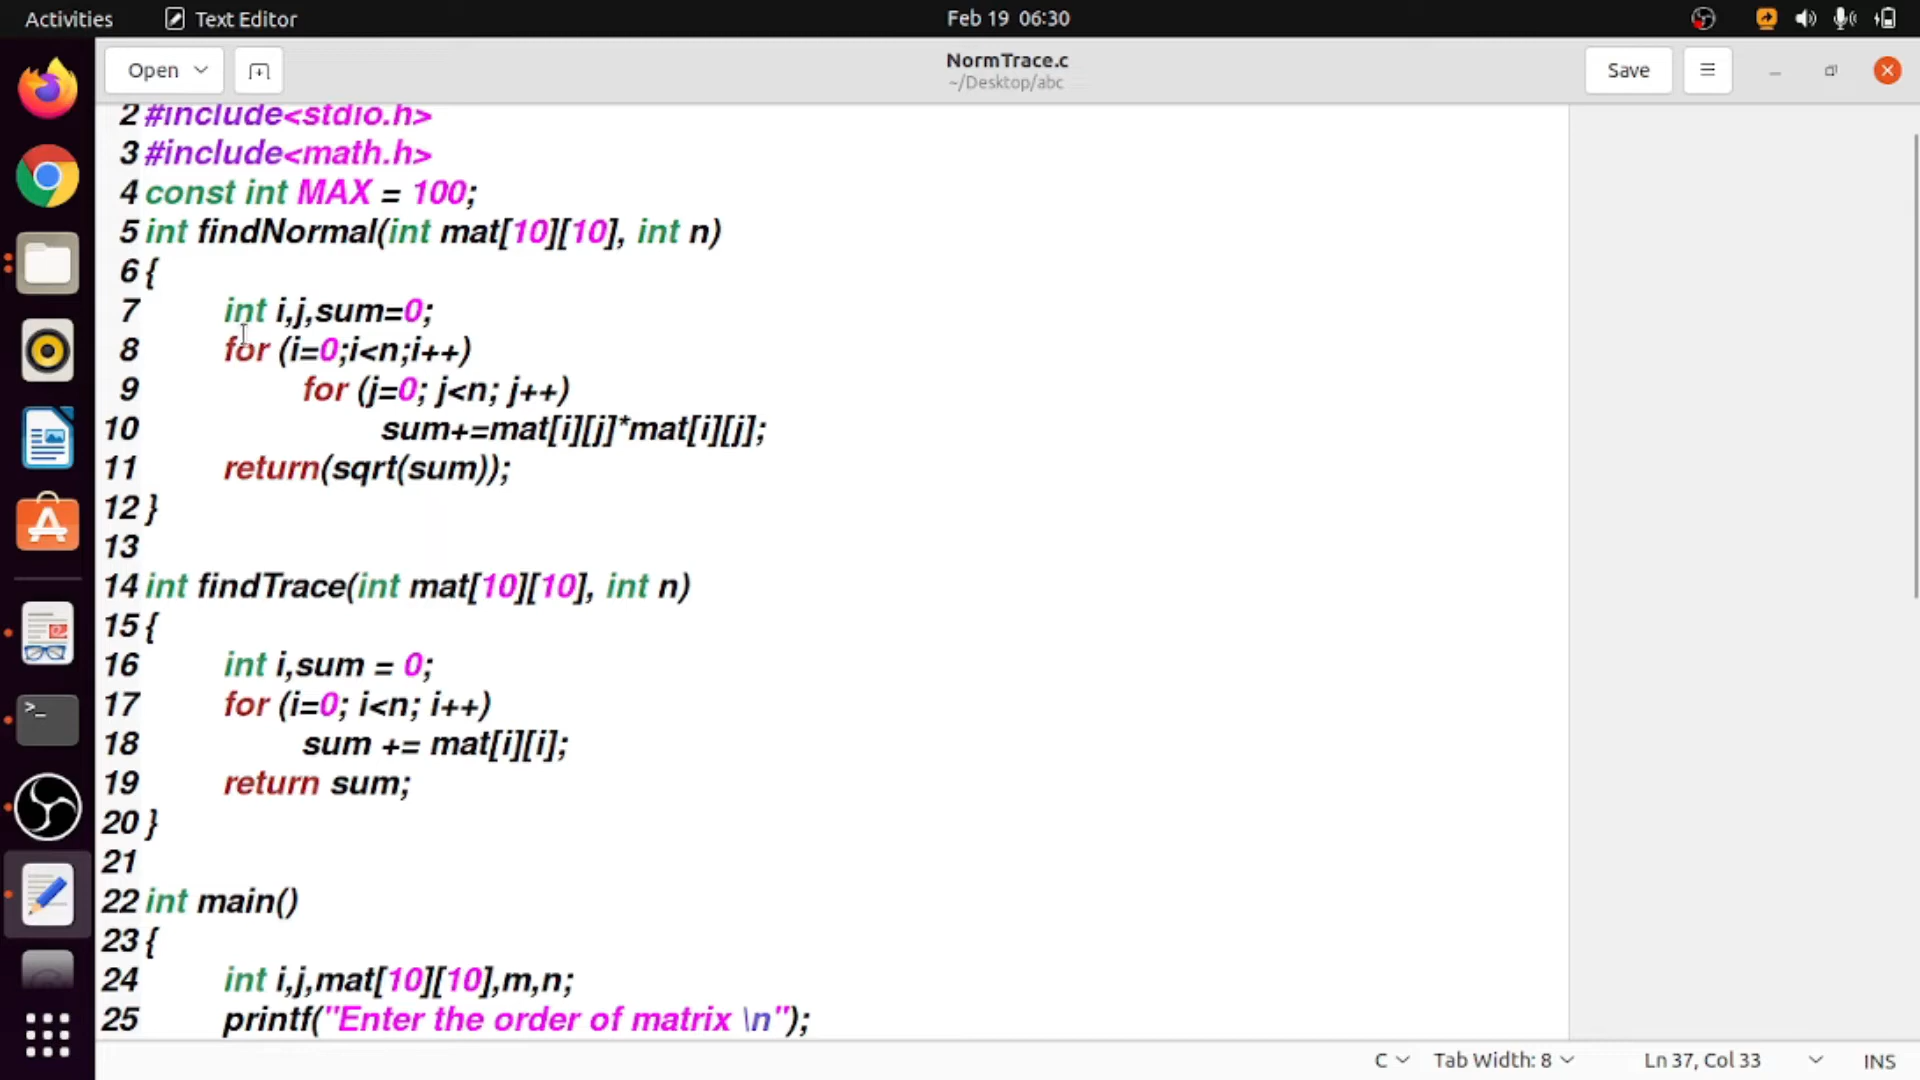 Activities Text Editor Feb 19 06:30
Open NormTrace.c Save
~/Desktop/abc
2 #include<stdio.h>
3 #include<math.h>
4 const int MAX = 100;
5 int findNormal(int mat[10][10], int n)
6 {
7 int i,j,sum=0;
8 for (i=0;i<n;i++)
9 for (j=0; j<n; j++)
10 sum+=mat[i][j]*mat[i][j];
11 return(sqrt(sum));
12 }
13
14 int findTrace(int mat[10][10], int n)
15 {
16 int i,sum = 0;
17 for (i=0; i<n; i++)
18 sum += mat[i][i];
19 return sum;
20 }
21
22 int main()
23 {
24 int i,j,mat[10][10],m,n;
25 printf("Enter the order of matrix \n");
C Tab Width: 8 Ln 37, Col 33 INS